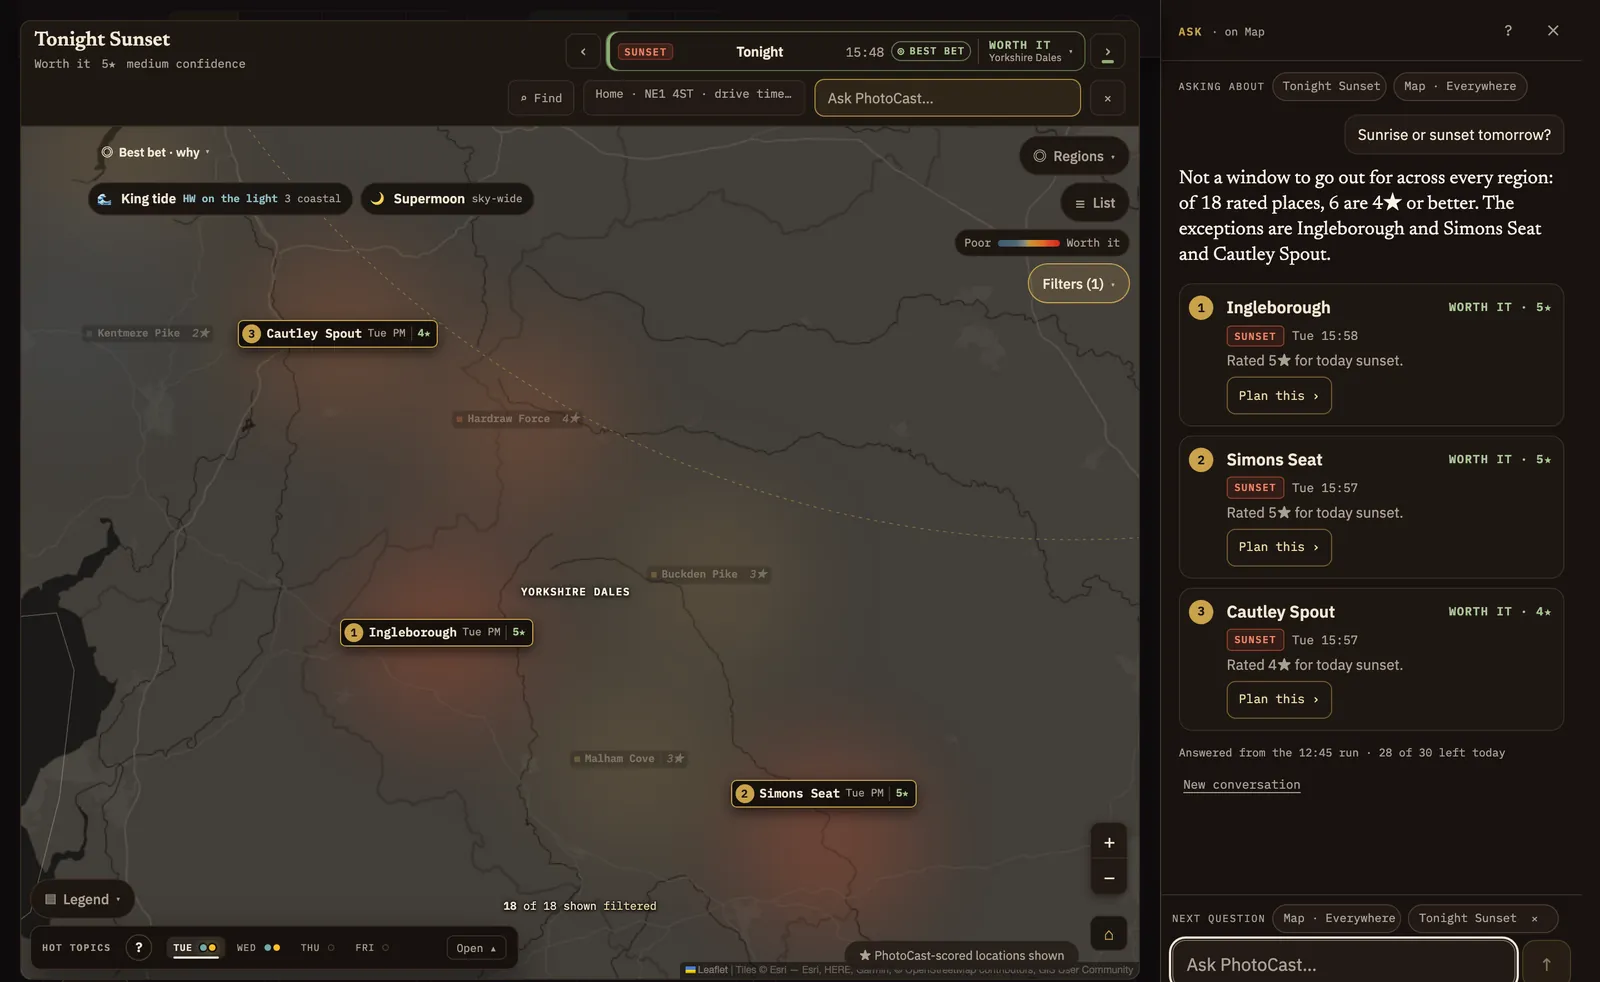 Tonight Sunset
Worth it 5★ medium confidence
‹
SUNSET
Tonight
15:48
BEST BET
WORTH IT
Yorkshire Dales
›
Find
Home · NE1 4ST · drive time…
Ask PhotoCast...
×
Best bet · why
King tide HW on the light 3 coastal
Supermoon sky-wide
Regions
List
Poor
Worth it
Filters (1)
Kentmere Pike 2★
3 Cautley Spout Tue PM 4★
Hardraw Force 4★
Buckden Pike 3★
YORKSHIRE DALES
1 Ingleborough Tue PM 5★
Malham Cove 3★
2 Simons Seat Tue PM 5★
+
−
Legend
18 of 18 shown filtered
HOT TOPICS ? TUE WED THU FRI Open
★ PhotoCast-scored locations shown
Leaflet | Tiles © Esri — Esri, HERE, Garmin, © OpenStreetMap contributors, GIS User Community
ASK · on Map
? ×
ASKING ABOUT Tonight Sunset Map · Everywhere
Sunrise or sunset tomorrow?
Not a window to go out for across every region:
of 18 rated places, 6 are 4★ or better. The
exceptions are Ingleborough and Simons Seat
and Cautley Spout.
1 Ingleborough WORTH IT · 5★
SUNSET Tue 15:58
Rated 5★ for today sunset.
Plan this ›
2 Simons Seat WORTH IT · 5★
SUNSET Tue 15:57
Rated 5★ for today sunset.
Plan this ›
3 Cautley Spout WORTH IT · 4★
SUNSET Tue 15:57
Rated 4★ for today sunset.
Plan this ›
Answered from the 12:45 run · 28 of 30 left today
New conversation
NEXT QUESTION Map · Everywhere Tonight Sunset ×
Ask PhotoCast...
↑